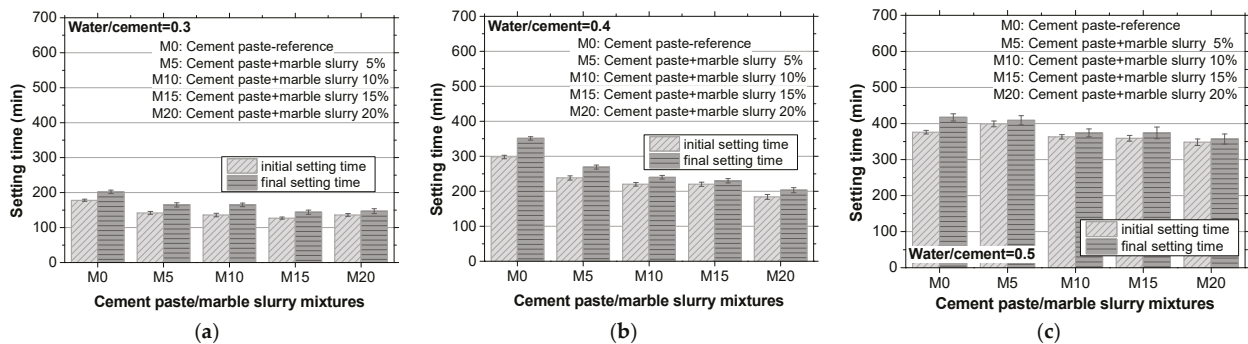 Water/cement=0.3
M0: Cement paste-reference
M5: Cement paste+marble slurry 5%
M10: Cement paste+marble slurry 10%
M15: Cement paste+marble slurry 15%
M20: Cement paste+marble slurry 20%
initial setting time
final setting time
Setting time (min)
700
600
500
400
300
200
100
0
M0 M5 M10 M15 M20
Cement paste/marble slurry mixtures
(a)
Water/cement=0.4
M0: Cement paste-reference
M5: Cement paste+marble slurry 5%
M10: Cement paste+marble slurry 10%
M15: Cement paste+marble slurry 15%
M20: Cement paste+marble slurry 20%
initial setting time
final setting time
Setting time (min)
700
600
500
400
300
200
100
0
M0 M5 M10 M15 M20
Cement paste/marble slurry mixtures
(b)
M0: Cement paste-reference
M5: Cement paste+marble slurry 5%
M10: Cement paste+marble slurry 10%
M15: Cement paste+marble slurry 15%
M20: Cement paste+marble slurry 20%
initial setting time
final setting time
Water/cement=0.5
Setting time (min)
700
600
500
400
300
200
100
0
M0 M5 M10 M15 M20
Cement paste/marble slurry mixtures
(c)